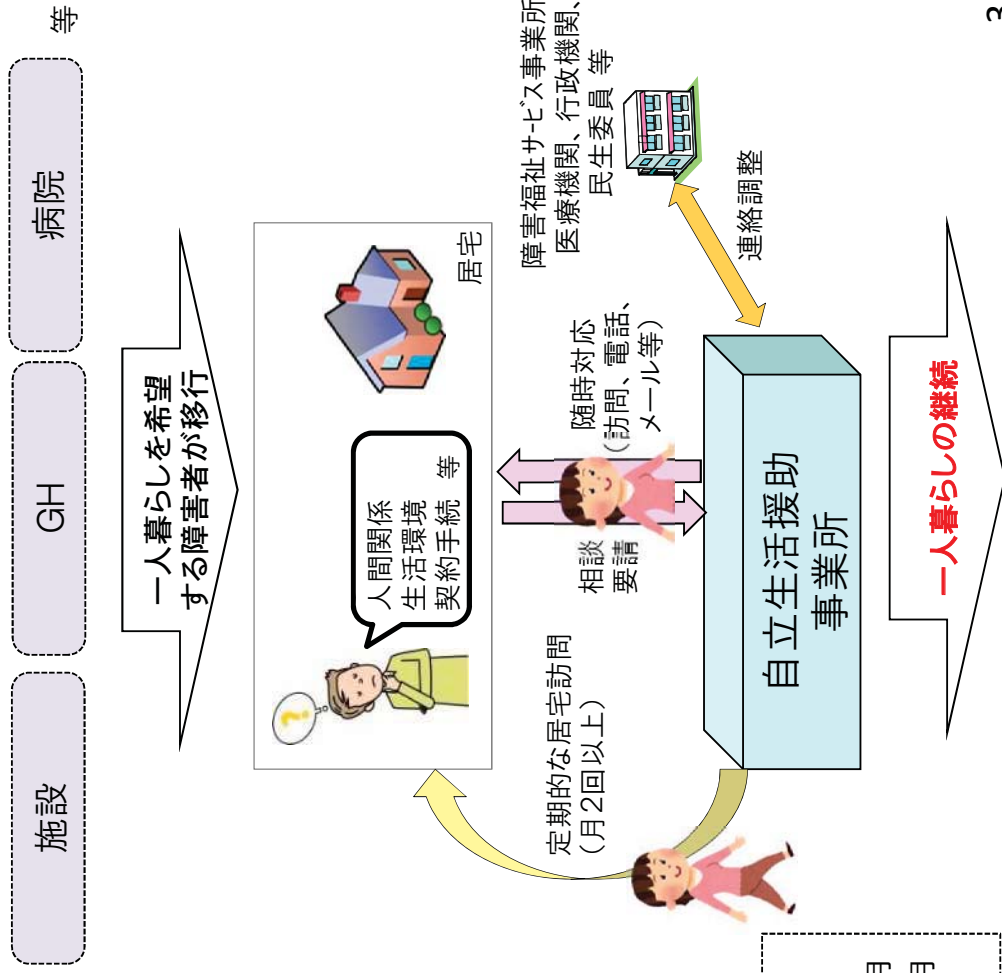 施設
GH
病院
等
一人暮らしを希望
する障害者が移行
人間関係
生活環境
契約手続 等
居宅
定期的な居宅訪問
（月2回以上）
相談
要請
随時対応
（訪問、電話、
メール等）
障害福祉サービス事業所
医療機関、行政機関、
民生委員 等
連絡調整
自立生活援助
事業所
一人暮らしの継続
月
月
3